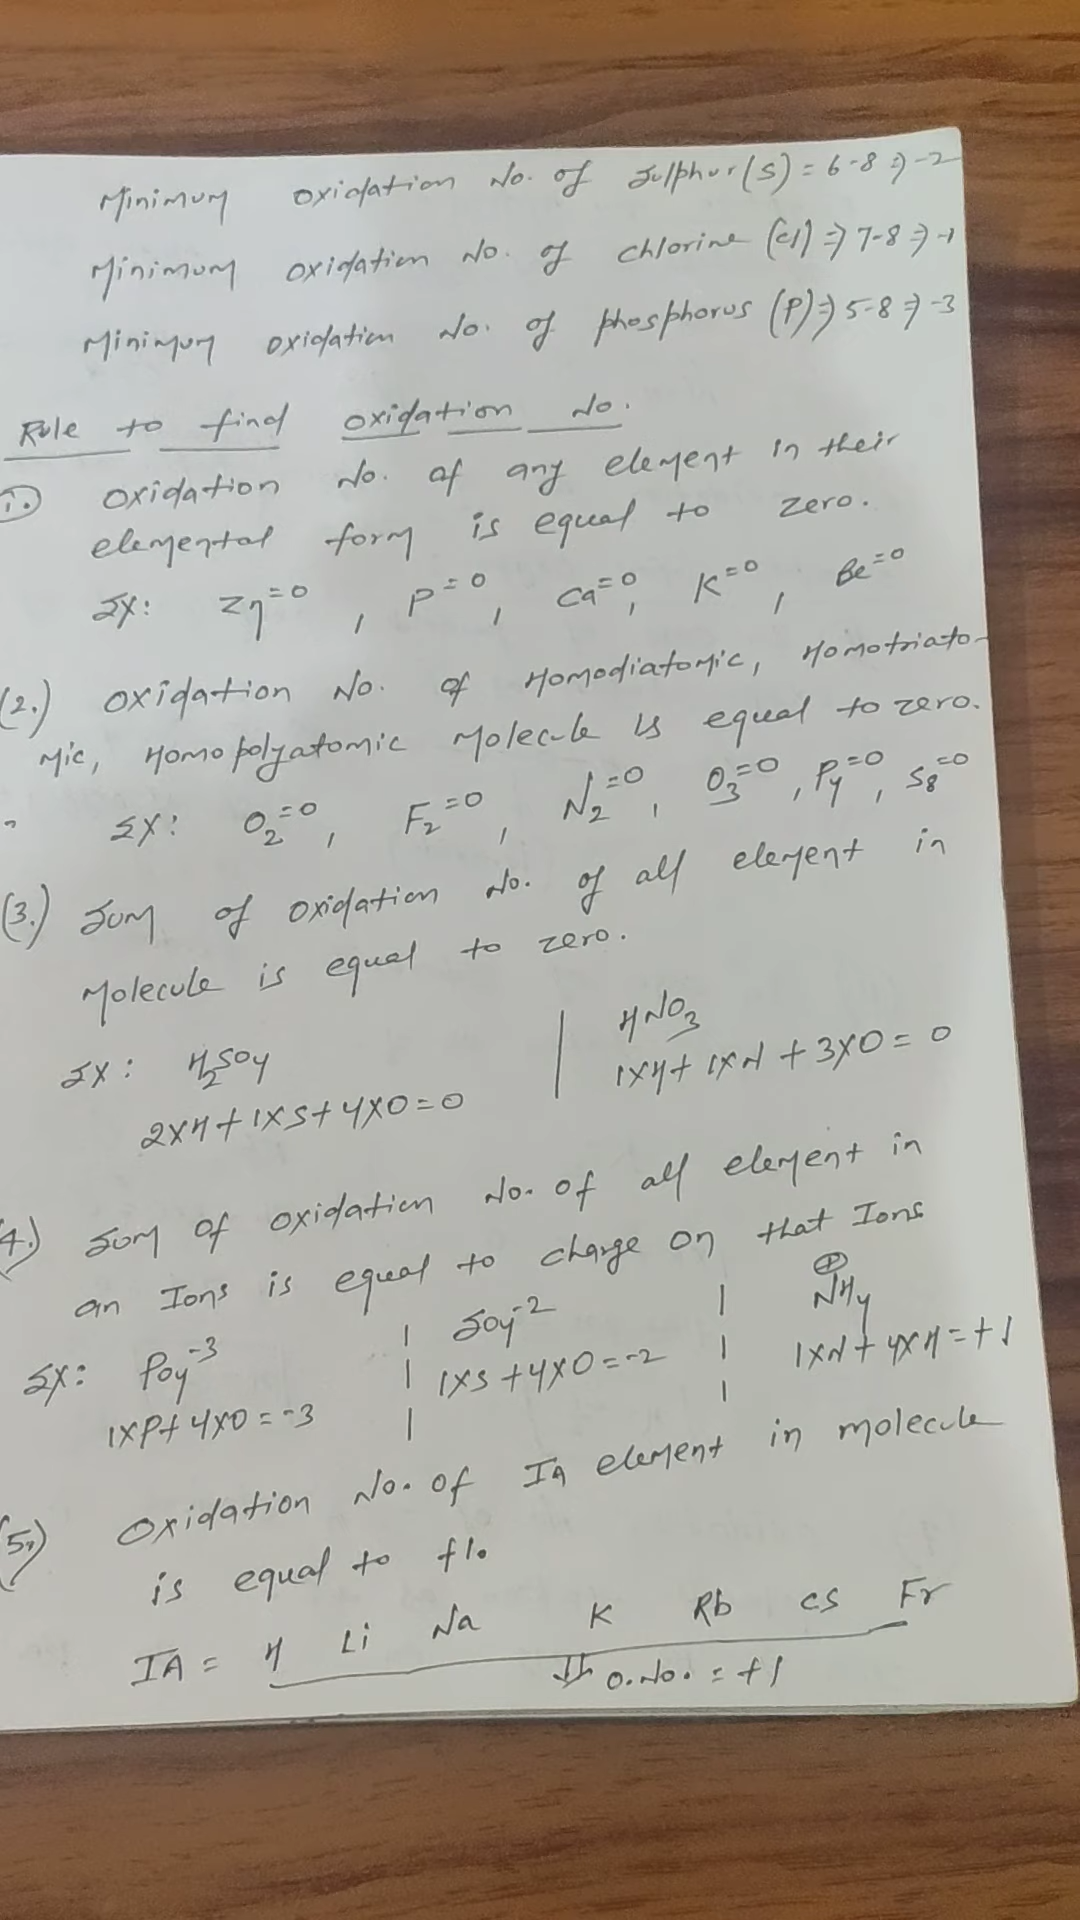 Minimum oxidation No. of Sulphur(S) = 6-8 ⇒ -2
Minimum oxidation No. of chlorine (Cl) ⇒ 7-8 ⇒ -1
Minimum oxidation No. of phosphorus (P) ⇒ 5-8 ⇒ -3
Rule to find oxidation No.
1. oxidation No. of any element in their
elemental form is equal to zero.
EX: Zn=0, P=0, Ca=0, K=0, Be=0
(2.) oxidation No. of Homodiatomic, Homotriato-
mic, Homopolyatomic Molecule is equal to zero.
EX: O₂=0, F₂=0, N₂=0, O₃=0, P₄=0, S₈=0
(3.) Sum of oxidation No. of all element in
Molecule is equal to zero.
EX: H₂SO₄ | HNO₃
2×H+1×S+4×O=0 1×H+1×N+3×O=0
(4.) Sum of oxidation No. of all element in
an Ions is equal to charge on that Ions
EX: PO₄⁻³ | SO₄⁻² | NH₄⊕
1×P+4×O=-3 | 1×S+4×O=-2 | 1×N+4×H=+1
(5.) Oxidation No. of IA element in molecule
is equal to +1.
IA = H Li Na K Rb Cs Fr
⇓ O.No. = +1